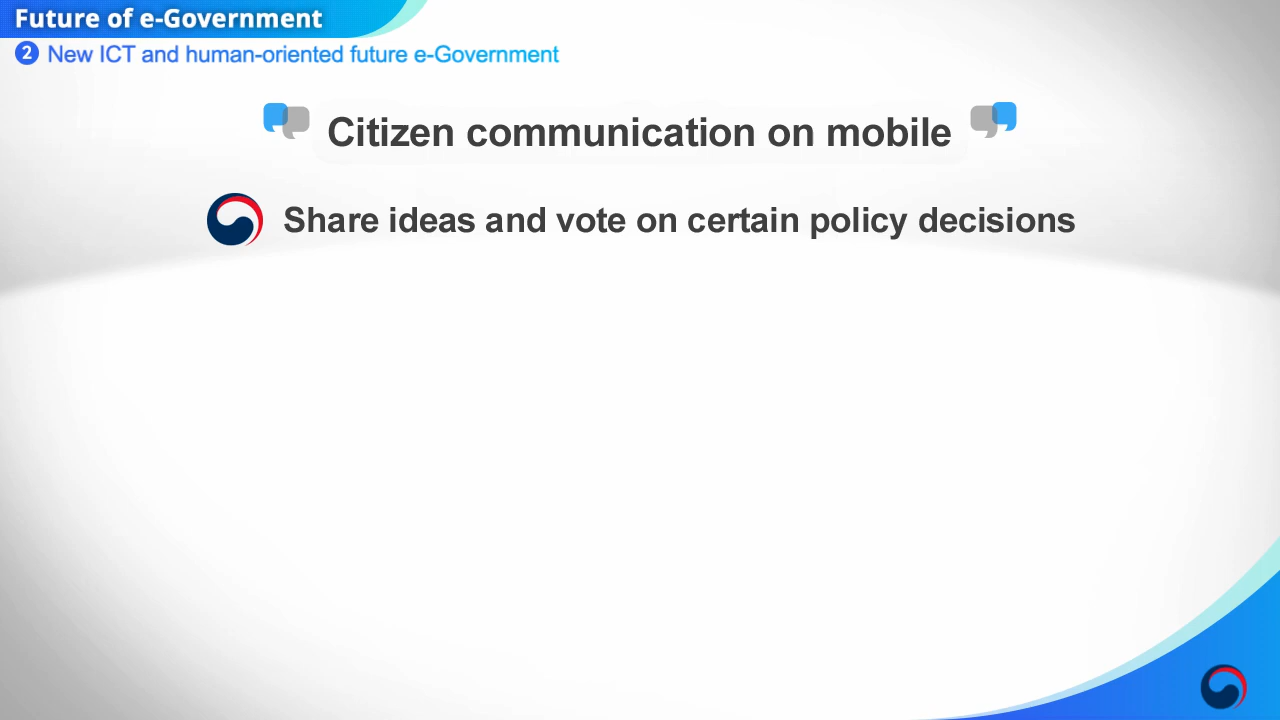 Future of e-Government
2 New ICT and human-oriented future e-Government
Citizen communication on mobile
Share ideas and vote on certain policy decisions